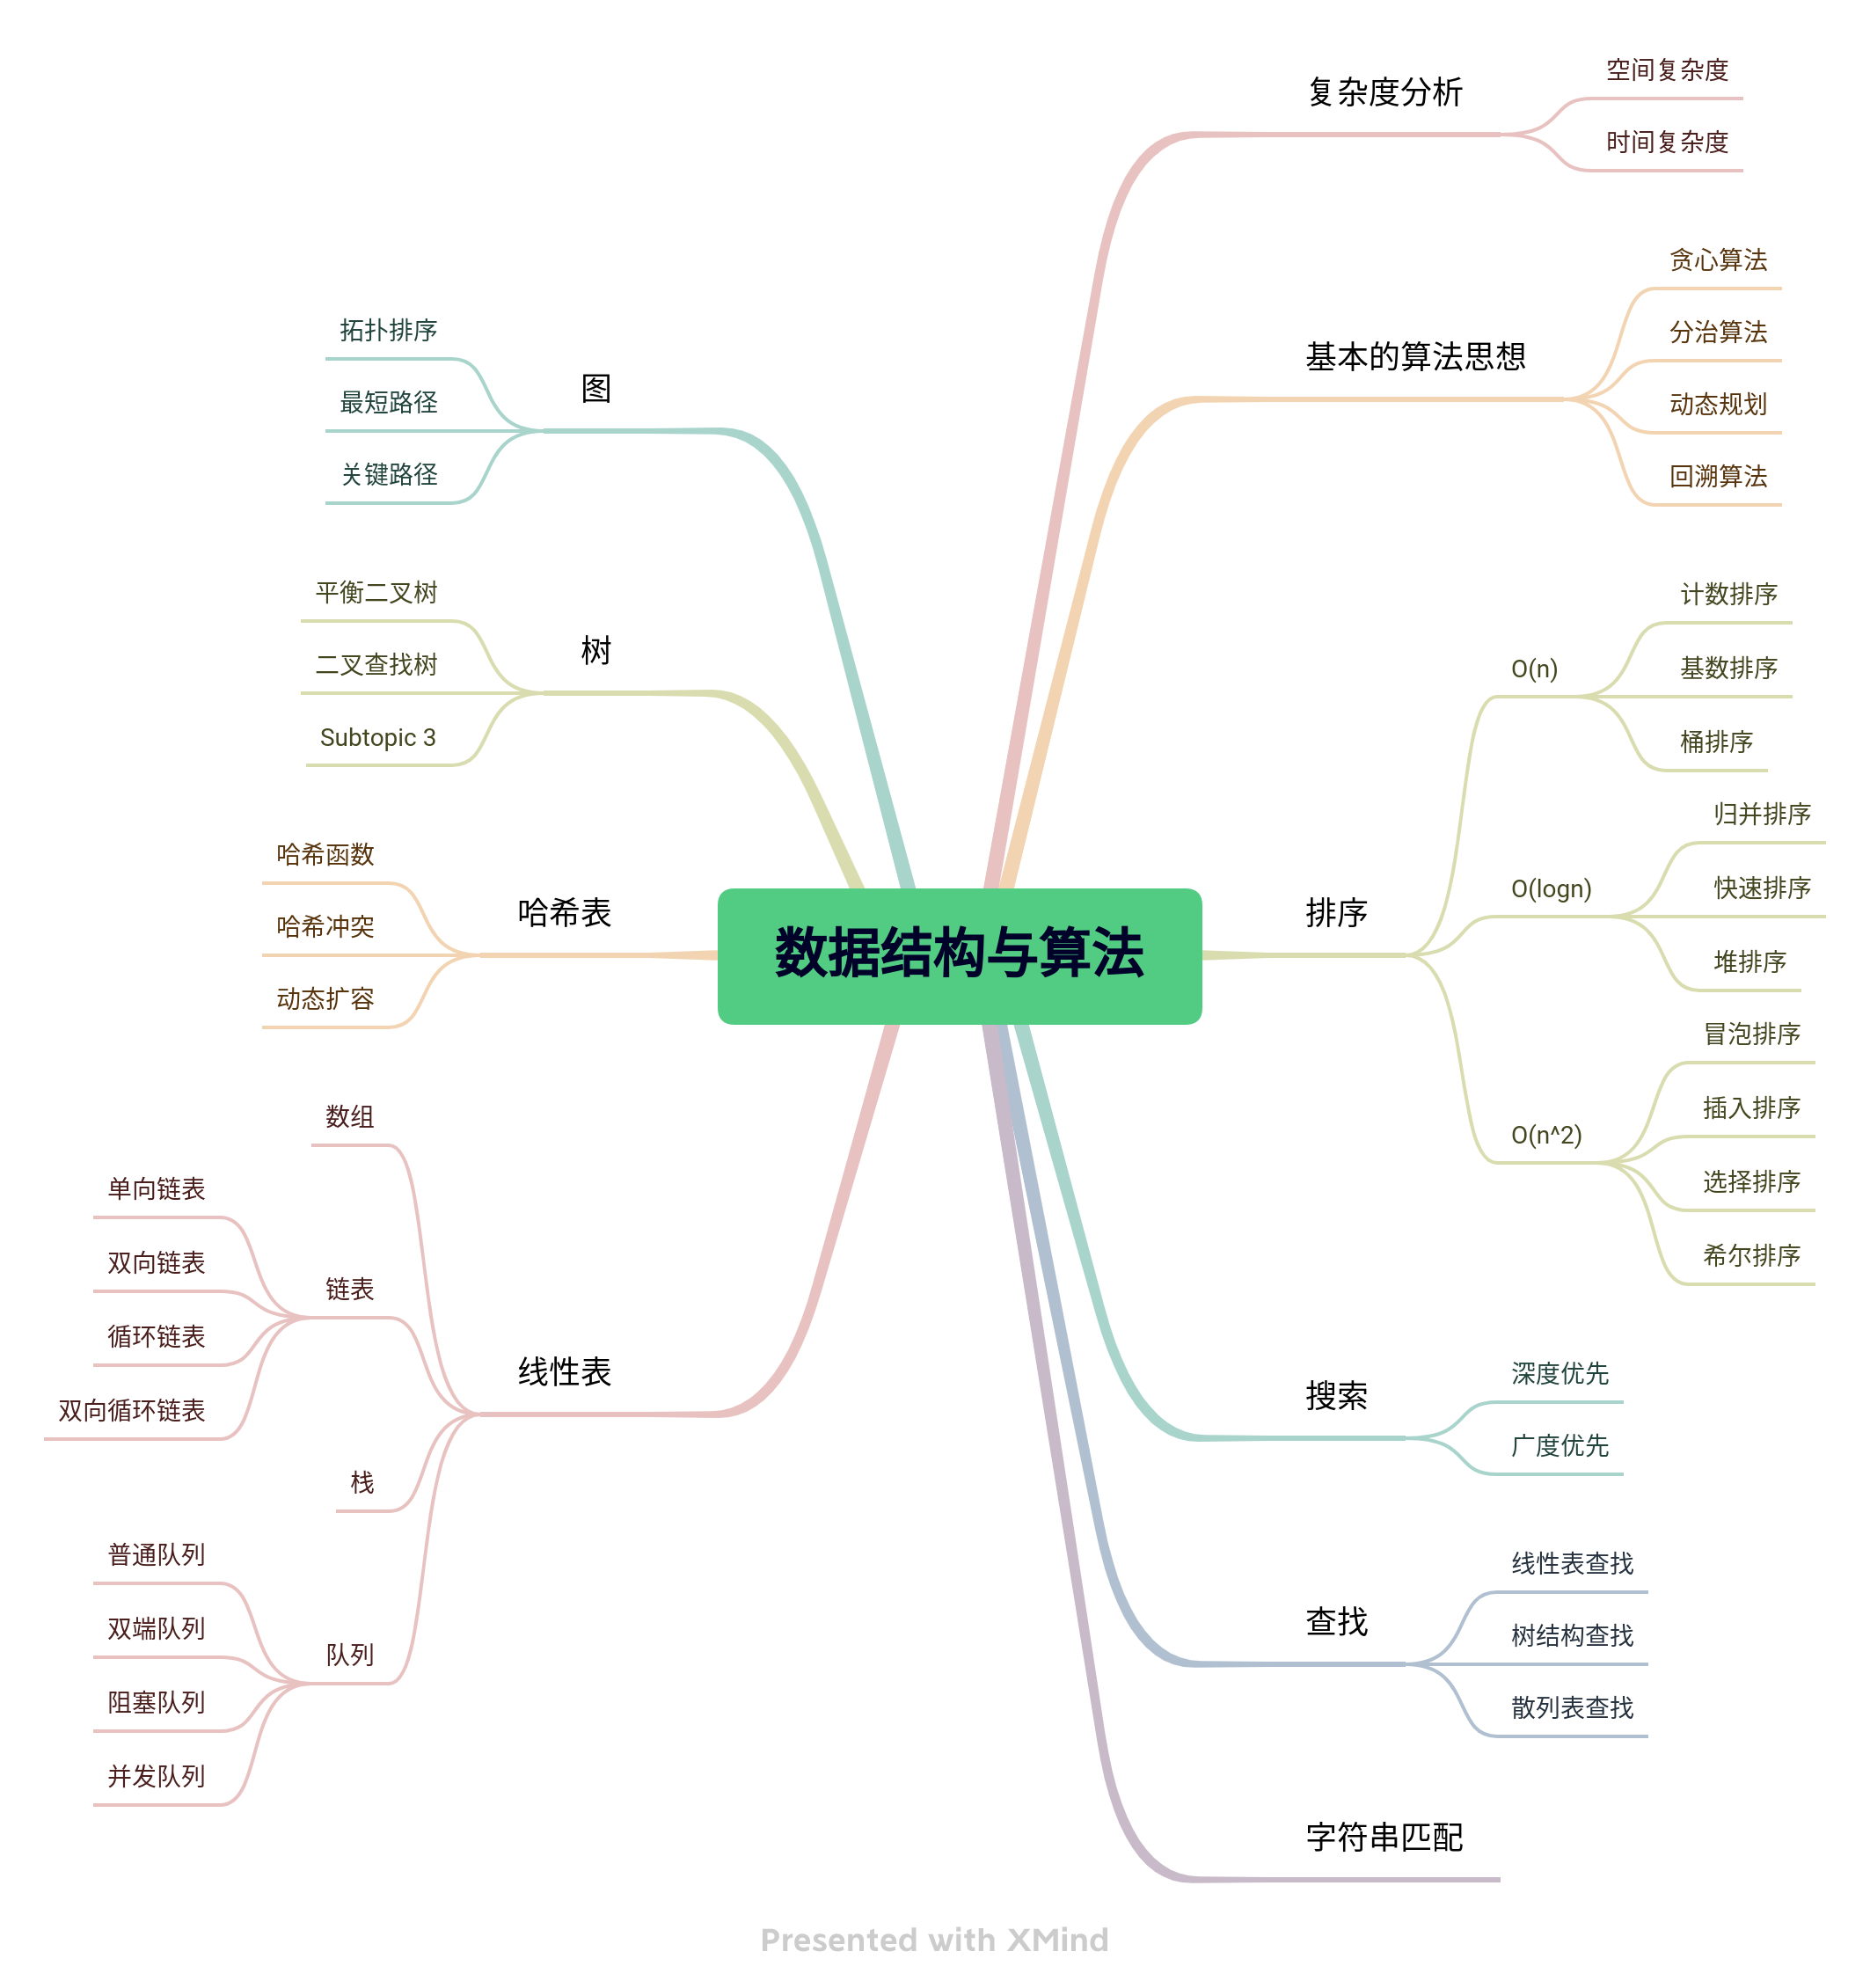 数据结构与算法
复杂度分析
空间复杂度
时间复杂度
基本的算法思想
贪心算法
分治算法
动态规划
回溯算法
排序
O(n)
计数排序
基数排序
桶排序
O(logn)
归并排序
快速排序
堆排序
O(n^2)
冒泡排序
插入排序
选择排序
希尔排序
搜索
深度优先
广度优先
查找
线性表查找
树结构查找
散列表查找
字符串匹配
图
拓扑排序
最短路径
关键路径
树
平衡二叉树
二叉查找树
Subtopic 3
哈希表
哈希函数
哈希冲突
动态扩容
线性表
数组
链表
单向链表
双向链表
循环链表
双向循环链表
栈
队列
普通队列
双端队列
阻塞队列
并发队列
Presented with XMind